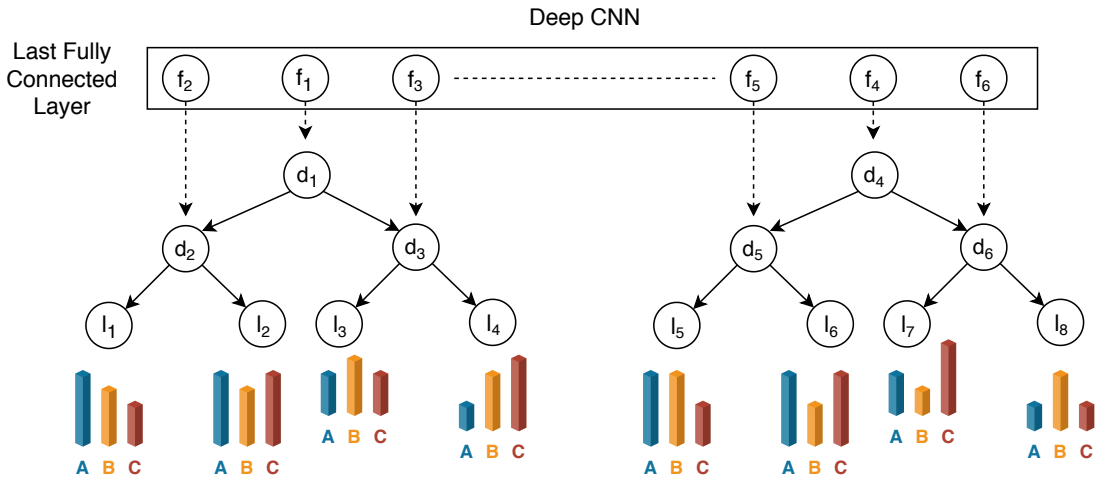 Deep CNN
Last Fully
Connected
Layer
f₂ f₁ f₃ f₅ f₄ f₆
d₁ d₄
d₂ d₃ d₅ d₆
l₁ l₂ l₃ l₄ l₅ l₆ l₇ l₈
A B C A B C
A B C A B C A B C A B C
A B C A B C